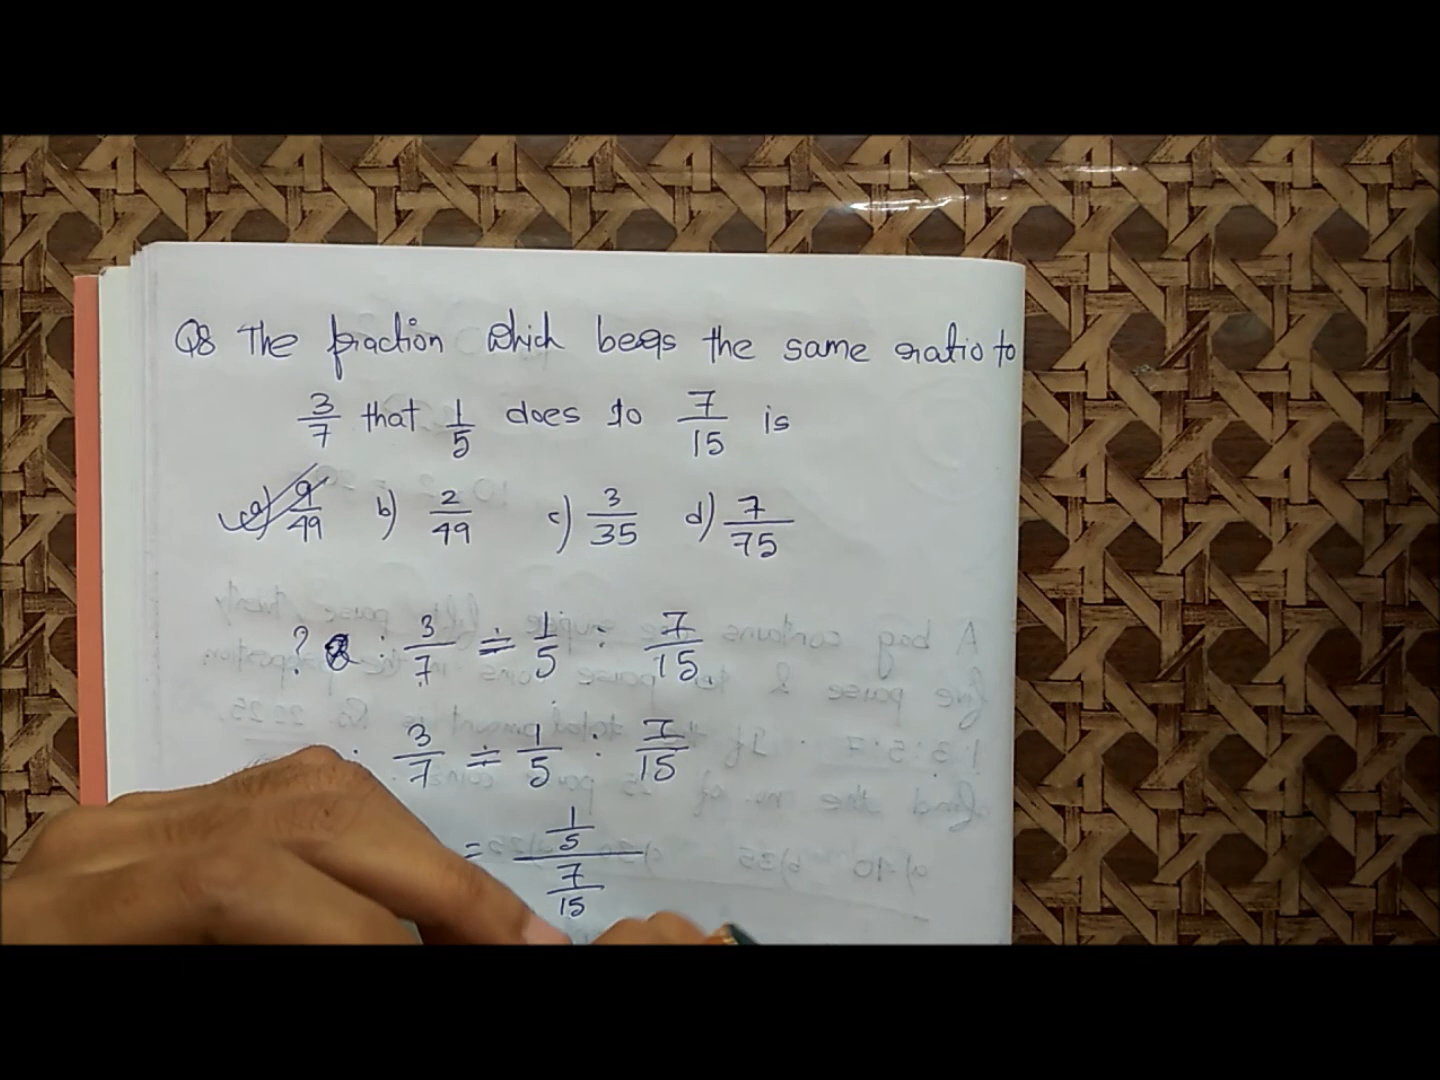 Q8 The fraction which bears the same ratio to
3/7 that 1/5 does to 7/15 is
a) 9/49 b) 2/49 c) 3/35 d) 7/75
? : 3/7 = 1/5 : 7/15
: 3/7 = 1/5 : 7/15
= 1/5 / 7/15